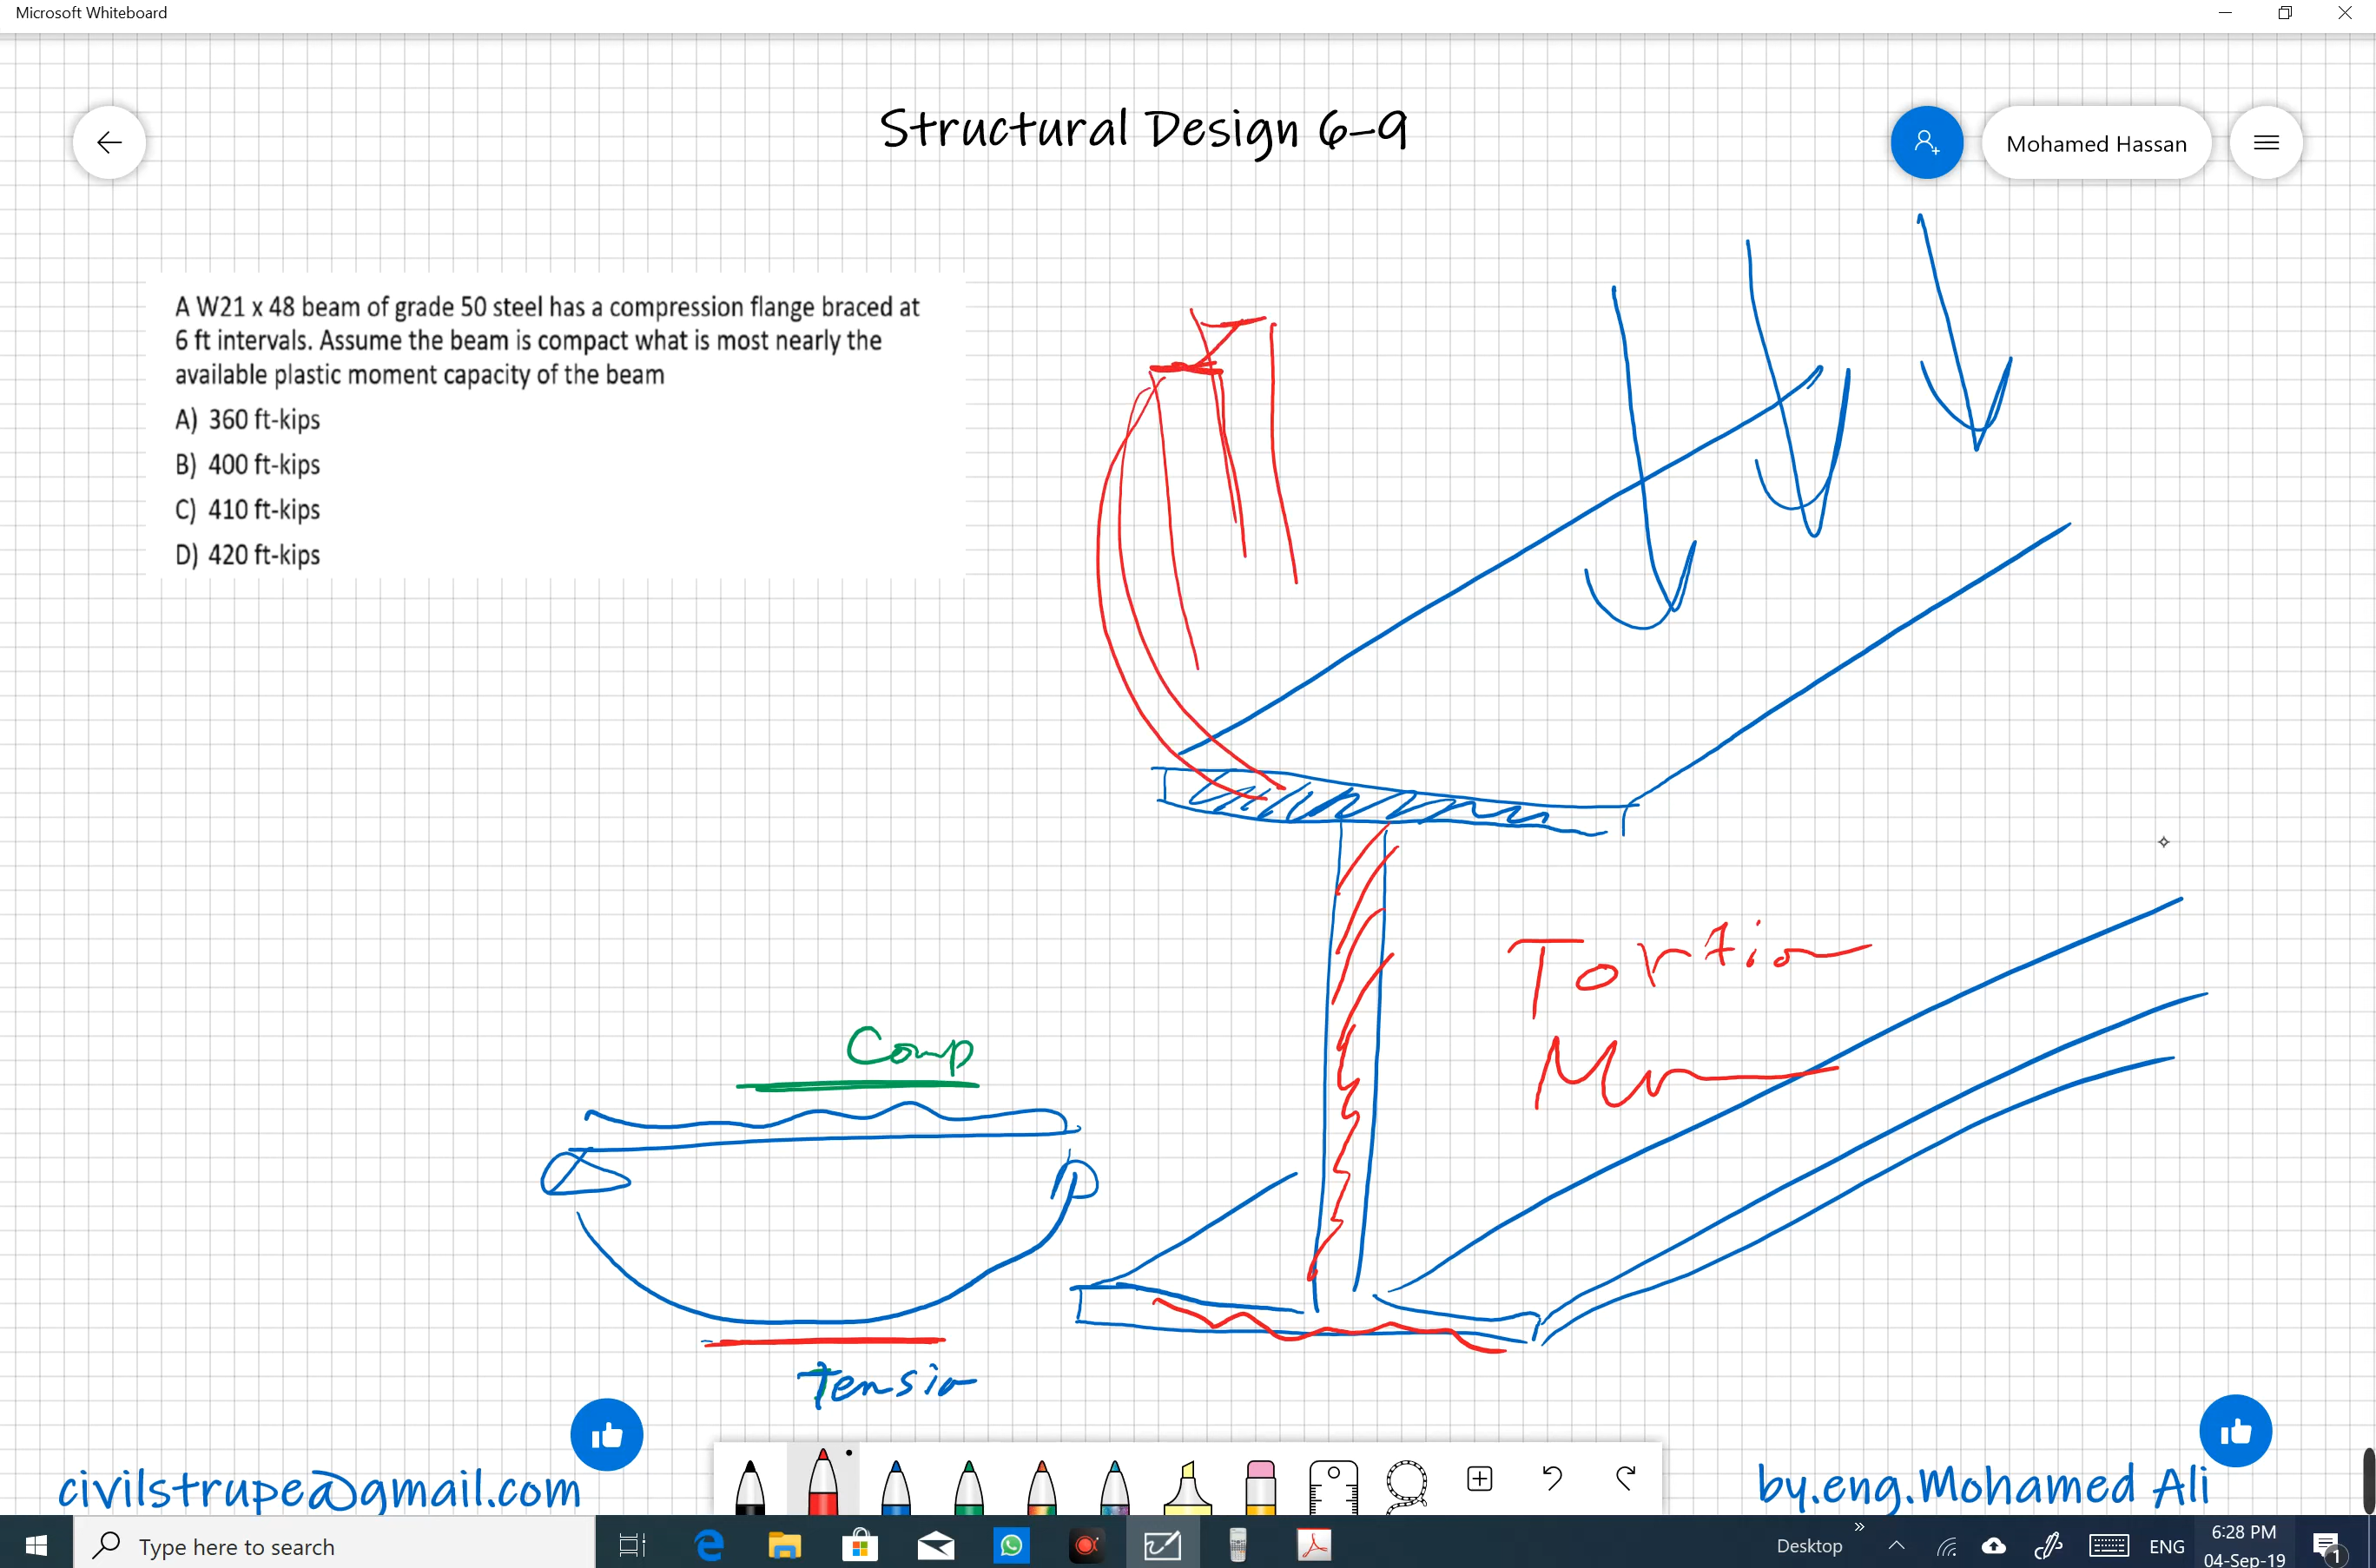 Microsoft Whiteboard
Structural Design 6-9
Mohamed Hassan
A W21 x 48 beam of grade 50 steel has a compression flange braced at
6 ft intervals. Assume the beam is compact what is most nearly the
available plastic moment capacity of the beam
A) 360 ft-kips
B) 400 ft-kips
C) 410 ft-kips
D) 420 ft-kips
Tortion
Comp
Tension
civilstrupe@gmail.com
by.eng.Mohamed Ali
Type here to search
Desktop
ENG
6:28 PM
04-Sep-19
1